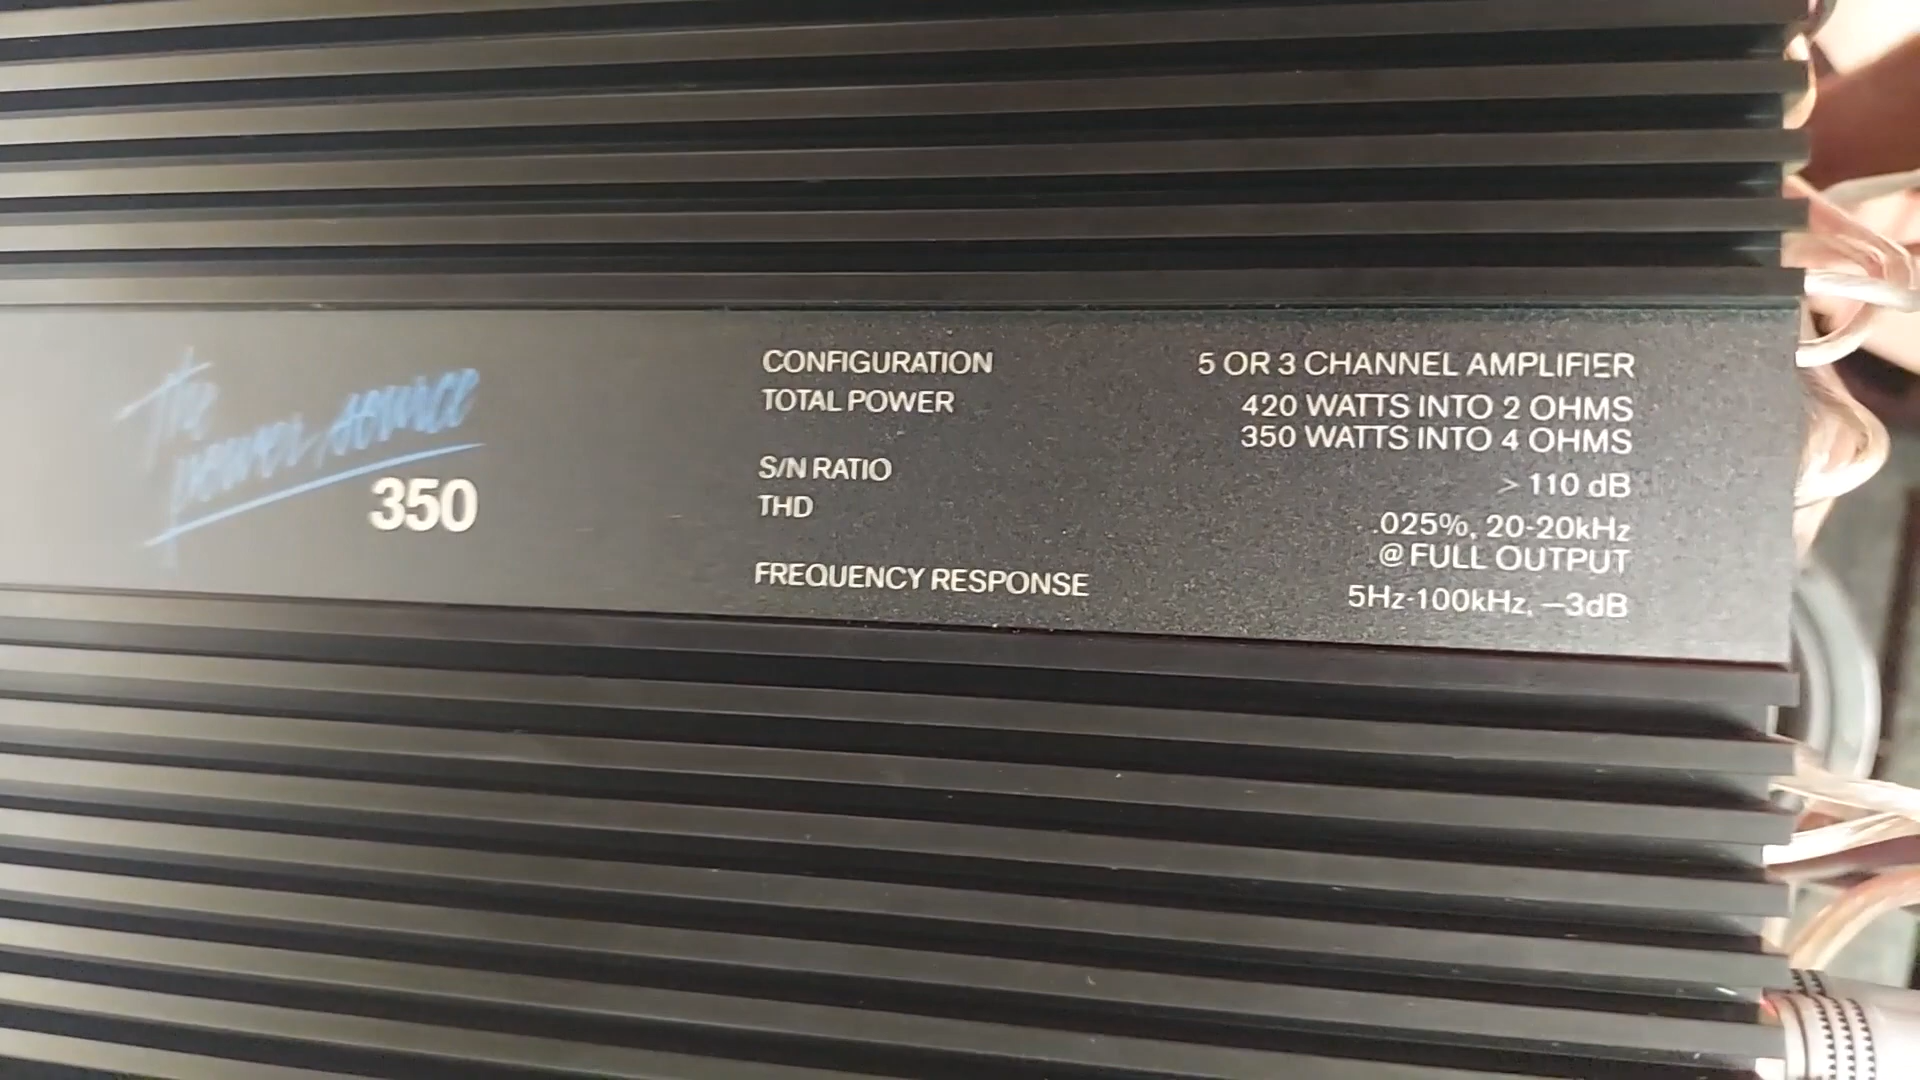 the
power source
350
CONFIGURATION 5 OR 3 CHANNEL AMPLIFIER
TOTAL POWER 420 WATTS INTO 2 OHMS
350 WATTS INTO 4 OHMS
S/N RATIO > 110 dB
THD .025%, 20-20kHz
@ FULL OUTPUT
FREQUENCY RESPONSE 5Hz-100kHz, —3dB